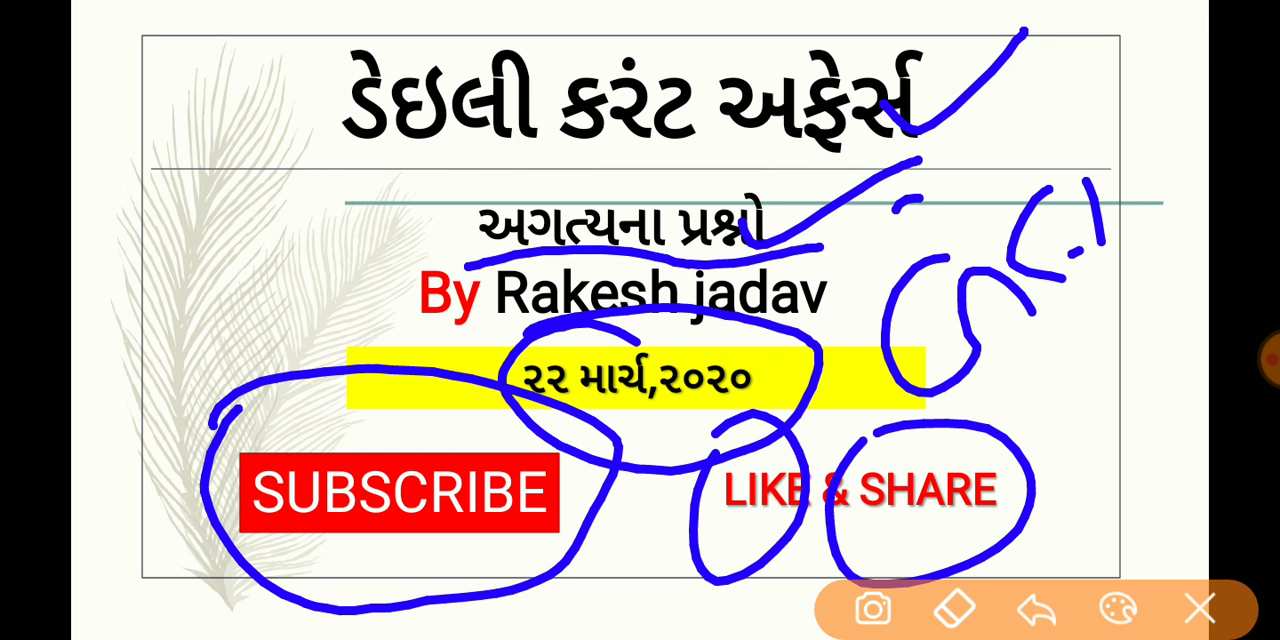 ડેઇલી કરંટ અફેર્સ
અગત્યના પ્રશ્નો
By Rakesh jadav
૨૨ માર્ચ,૨૦૨૦
SUBSCRIBE
LIKE & SHARE